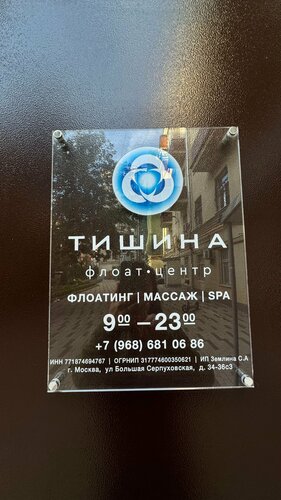 ТИШИНА
флоат•центр
ФЛОАТИНГ | МАССАЖ | SPA
9⁰⁰ – 23⁰⁰
+7 (968) 681 06 86
ИНН 771874694767 | ОГРНИП 317774600350621 | ИП Землина С.А
г. Москва, ул Большая Серпуховская, д. 34-36с3